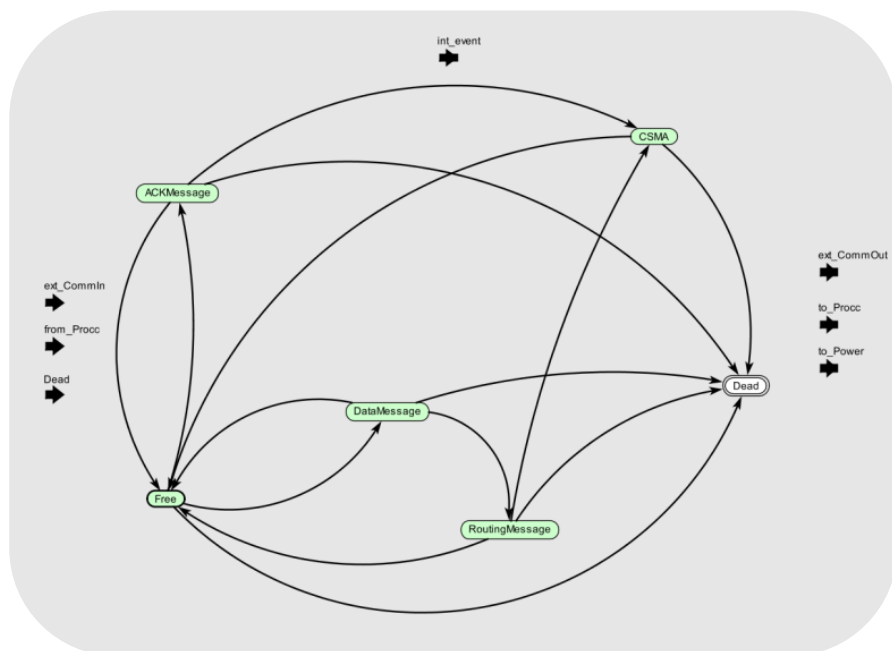 int_event
CSMA
ACKMessage
ext_CommIn
ext_CommOut
from_Procc
to_Procc
to_Power
Dead
Dead
DataMessage
Free
RoutingMessage